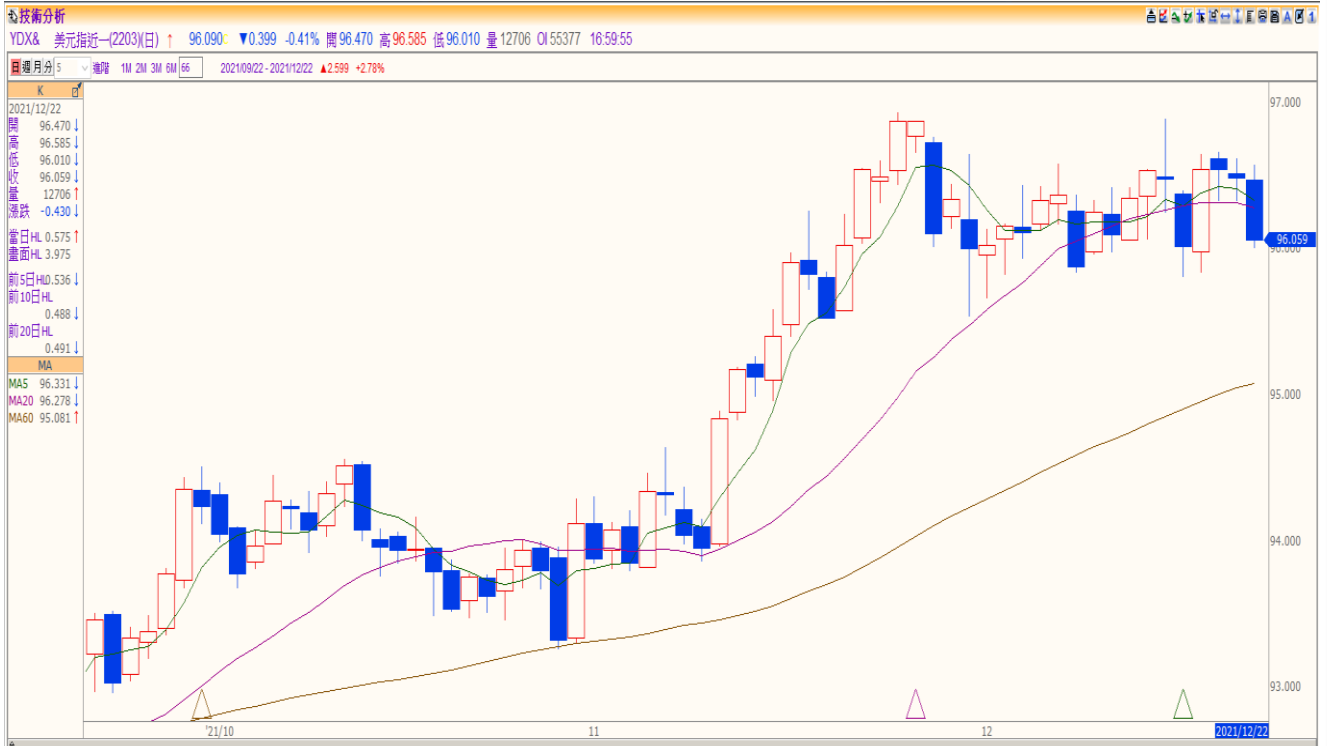 技術分析
YDX& 美元指近一(2203)(日) ↑ 96.090 ▼0.399 -0.41% 開 96.470 高 96.585 低 96.010 量 12706 OI 55377 16:59:55
日 週 月 分 5 進階 1M 2M 3M 6M 66 2021/09/22 - 2021/12/22 ▲2.599 +2.78%
K
2021/12/22
開 96.470↓
高 96.585↓
低 96.010↓
收 96.059↓
量 12706↑
漲跌 -0.430↓
當日HL 0.575↑
畫面HL 3.975
前5日HL0.536↓
前10日HL
0.488↓
前20日HL
0.491↓
MA
MA5 96.331↓
MA20 96.278↓
MA60 95.081↑
97.000
96.059
96.000
95.000
94.000
93.000
'21/10 11 12 2021/12/22